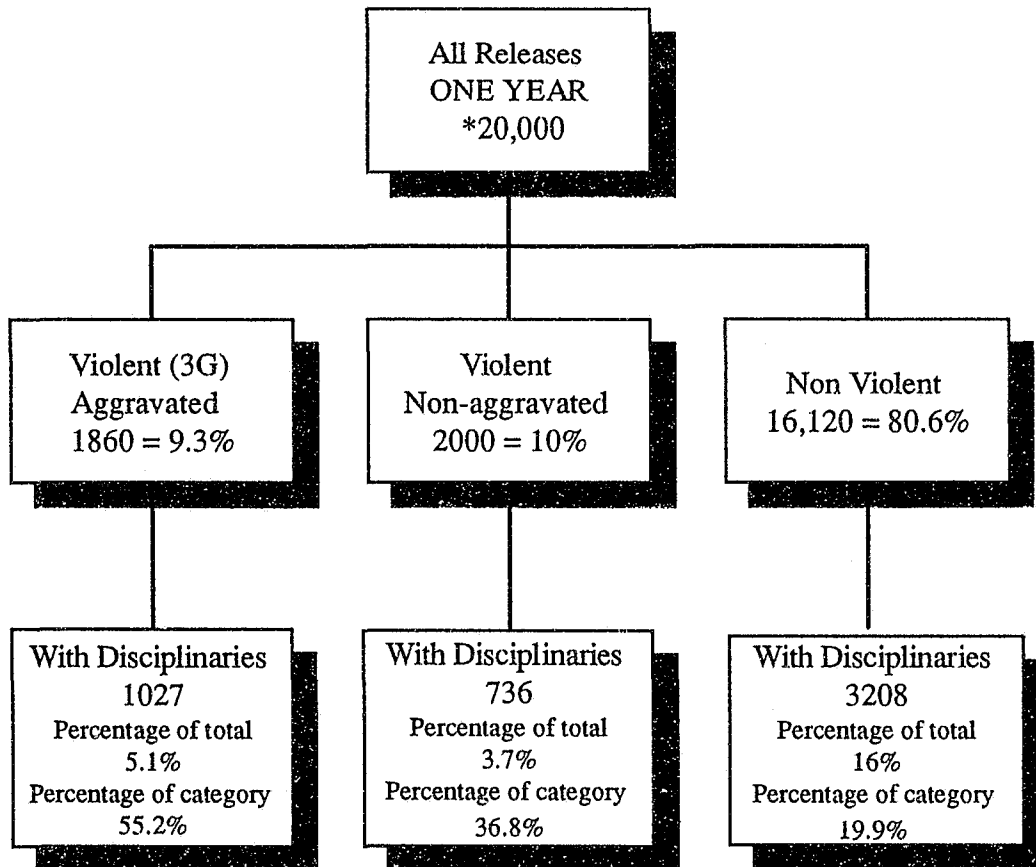 All Releases
ONE YEAR
*20,000
Violent (3G)
Aggravated
1860 = 9.3%
Violent
Non-aggravated
2000 = 10%
Non Violent
16,120 = 80.6%
With Disciplinaries
1027
Percentage of total
5.1%
Percentage of category
55.2%
With Disciplinaries
736
Percentage of total
3.7%
Percentage of category
36.8%
With Disciplinaries
3208
Percentage of total
16%
Percentage of category
19.9%